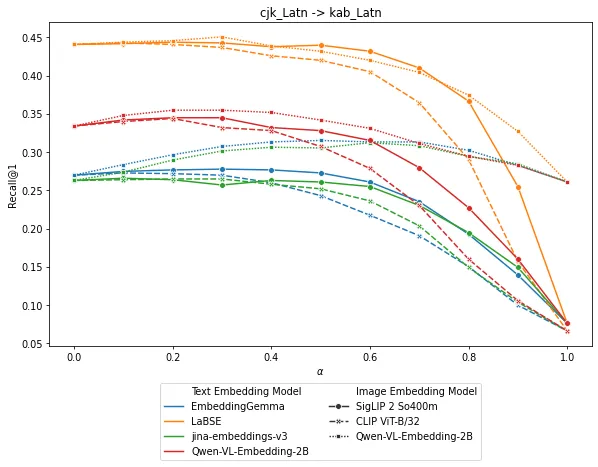 cjk_Latn -> kab_Latn
Recall@1
0.45
0.40
0.35
0.30
0.25
0.20
0.15
0.10
0.05
0.0
0.2
0.4
0.6
0.8
1.0
α
Text Embedding Model
EmbeddingGemma
LaBSE
jina-embeddings-v3
Qwen-VL-Embedding-2B
Image Embedding Model
SigLIP 2 So400m
CLIP ViT-B/32
Qwen-VL-Embedding-2B